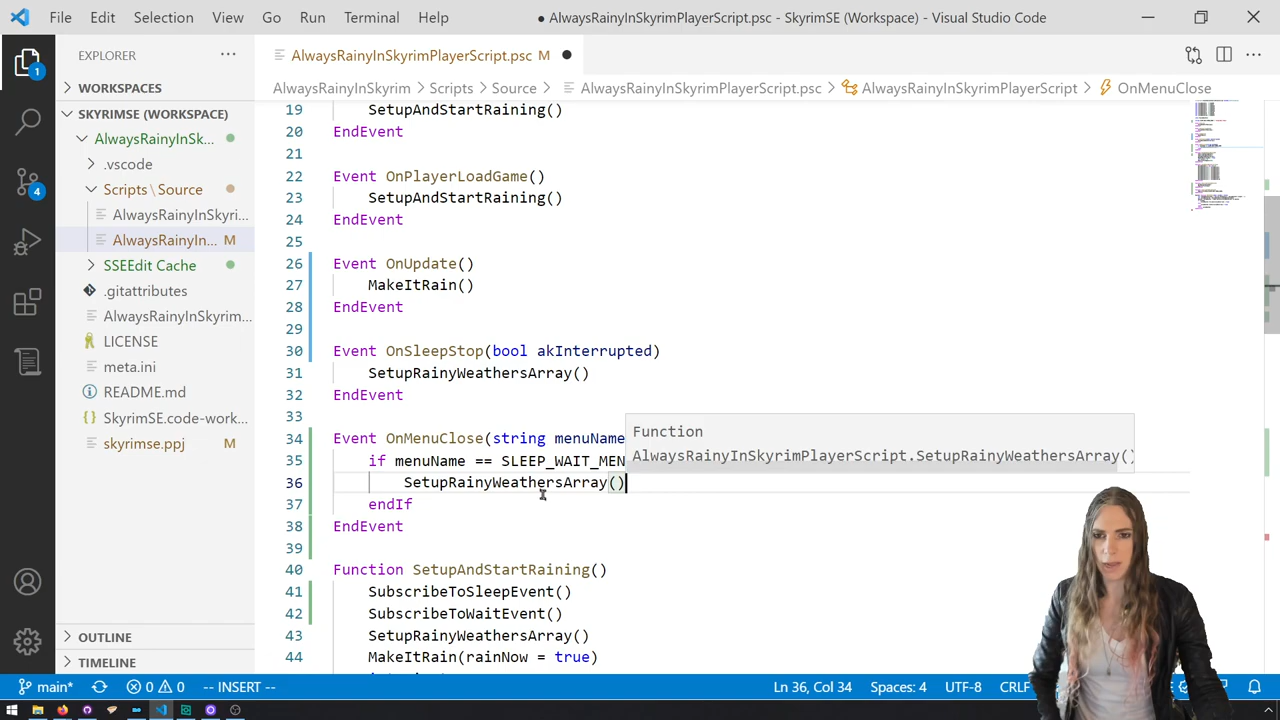 File Edit Selection View Go Run Terminal Help ● AlwaysRainyInSkyrimPlayerScript.psc - SkyrimSE (Workspace) - Visual Studio Code
EXPLORER ···
AlwaysRainyInSkyrimPlayerScript.psc M ●
1
WORKSPACES
AlwaysRainyInSkyrim > Scripts > Source > AlwaysRainyInSkyrimPlayerScript.psc > AlwaysRainyInSkyrimPlayerScript > OnMenuClose
SKYRIMSE (WORKSPACE)
AlwaysRainyInSk...
.vscode
Scripts \ Source
4
AlwaysRainyInSkyri...
AlwaysRainyIn... M
SSEEdit Cache
.gitattributes
AlwaysRainyInSkyrim...
LICENSE
meta.ini
README.md
SkyrimSE.code-work...
skyrimse.ppj M
OUTLINE
TIMELINE
19 SetupAndStartRaining()
20 EndEvent
21
22 Event OnPlayerLoadGame()
23 SetupAndStartRaining()
24 EndEvent
25
26 Event OnUpdate()
27 MakeItRain()
28 EndEvent
29
30 Event OnSleepStop(bool akInterrupted)
31 SetupRainyWeathersArray()
32 EndEvent
33
34 Event OnMenuClose(string menuName
Function
35 if menuName == SLEEP_WAIT_MEN
AlwaysRainyInSkyrimPlayerScript.SetupRainyWeathersArray()
36 SetupRainyWeathersArray()
37 endIf
38 EndEvent
39
40 Function SetupAndStartRaining()
41 SubscribeToSleepEvent()
42 SubscribeToWaitEvent()
43 SetupRainyWeathersArray()
44 MakeItRain(rainNow = true)
main* 0 0 -- INSERT -- Ln 36, Col 34 Spaces: 4 UTF-8 CRLF